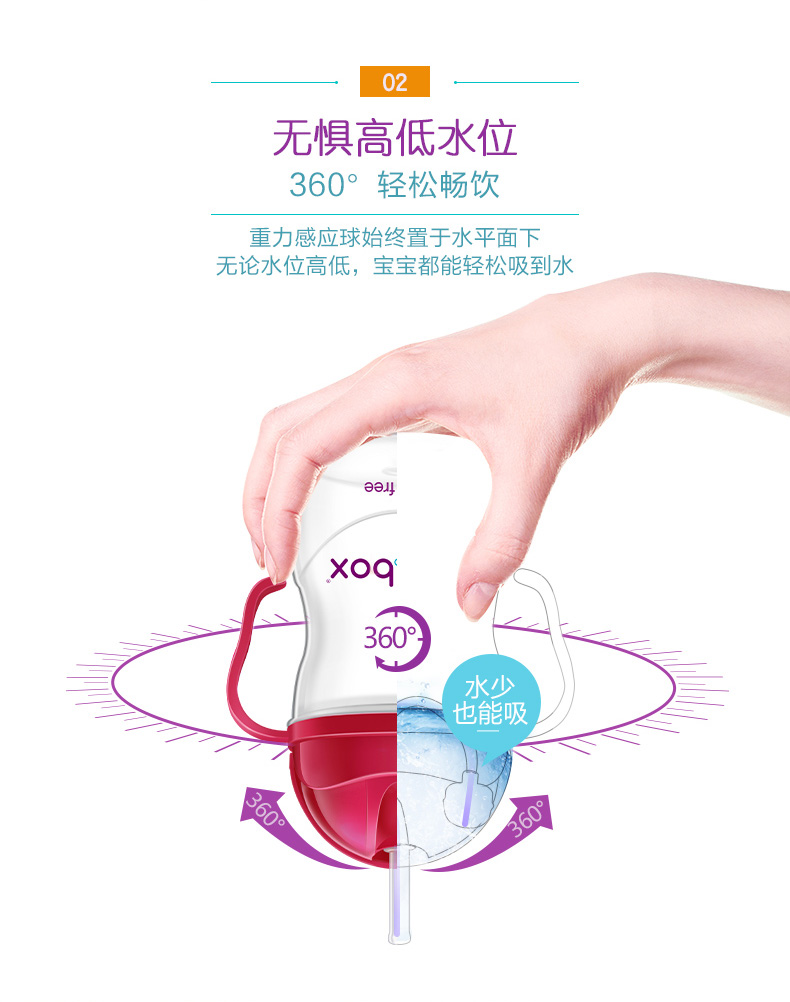 02
无惧高低水位
360° 轻松畅饮
重力感应球始终置于水平面下
无论水位高低，宝宝都能轻松吸到水
free
box
360°
水少
也能吸
360°
360°